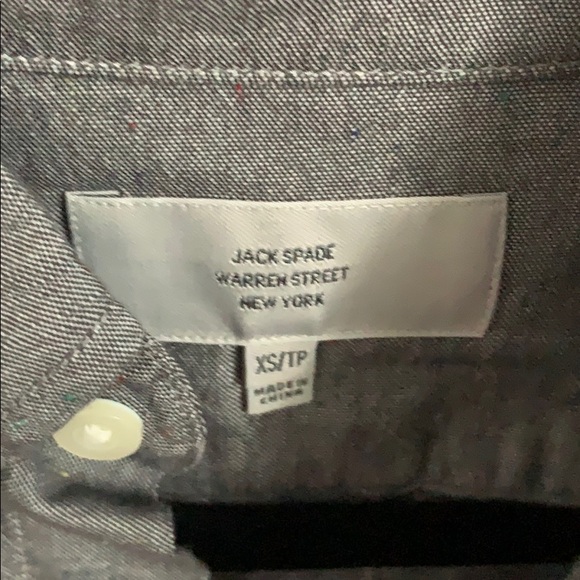 JACK SPADE
WARREN STREET
NEW YORK
XS/TP
MADE IN
CHINA